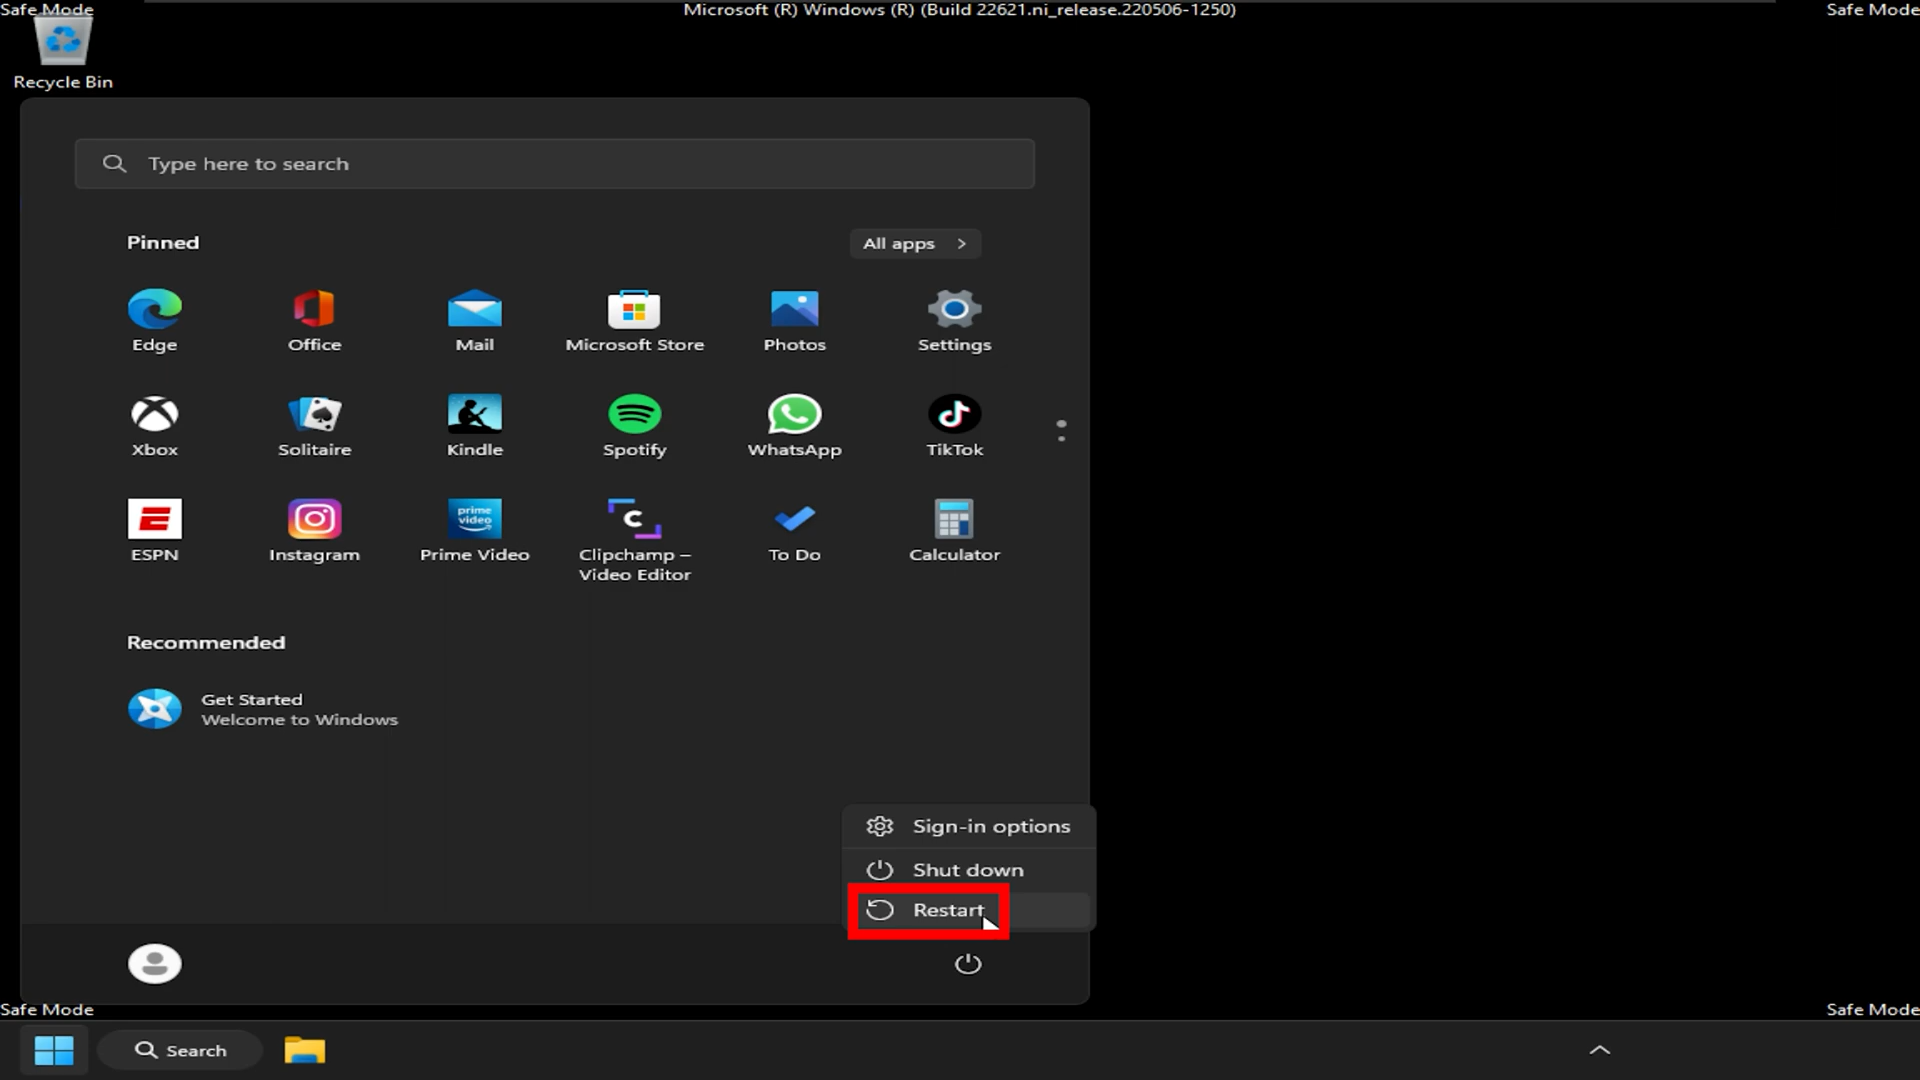 Safe Mode
Microsoft (R) Windows (R) (Build 22621.ni_release.220506-1250)
Safe Mode
Recycle Bin
Type here to search
Pinned
All apps
Edge
Office
Mail
Microsoft Store
Photos
Settings
Xbox
Solitaire
Kindle
Spotify
WhatsApp
TikTok
prime
video
ESPN
Instagram
Prime Video
Clipchamp –
Video Editor
To Do
Calculator
Recommended
Get Started
Welcome to Windows
Sign-in options
Shut down
Restart
Safe Mode
Safe Mode
Search